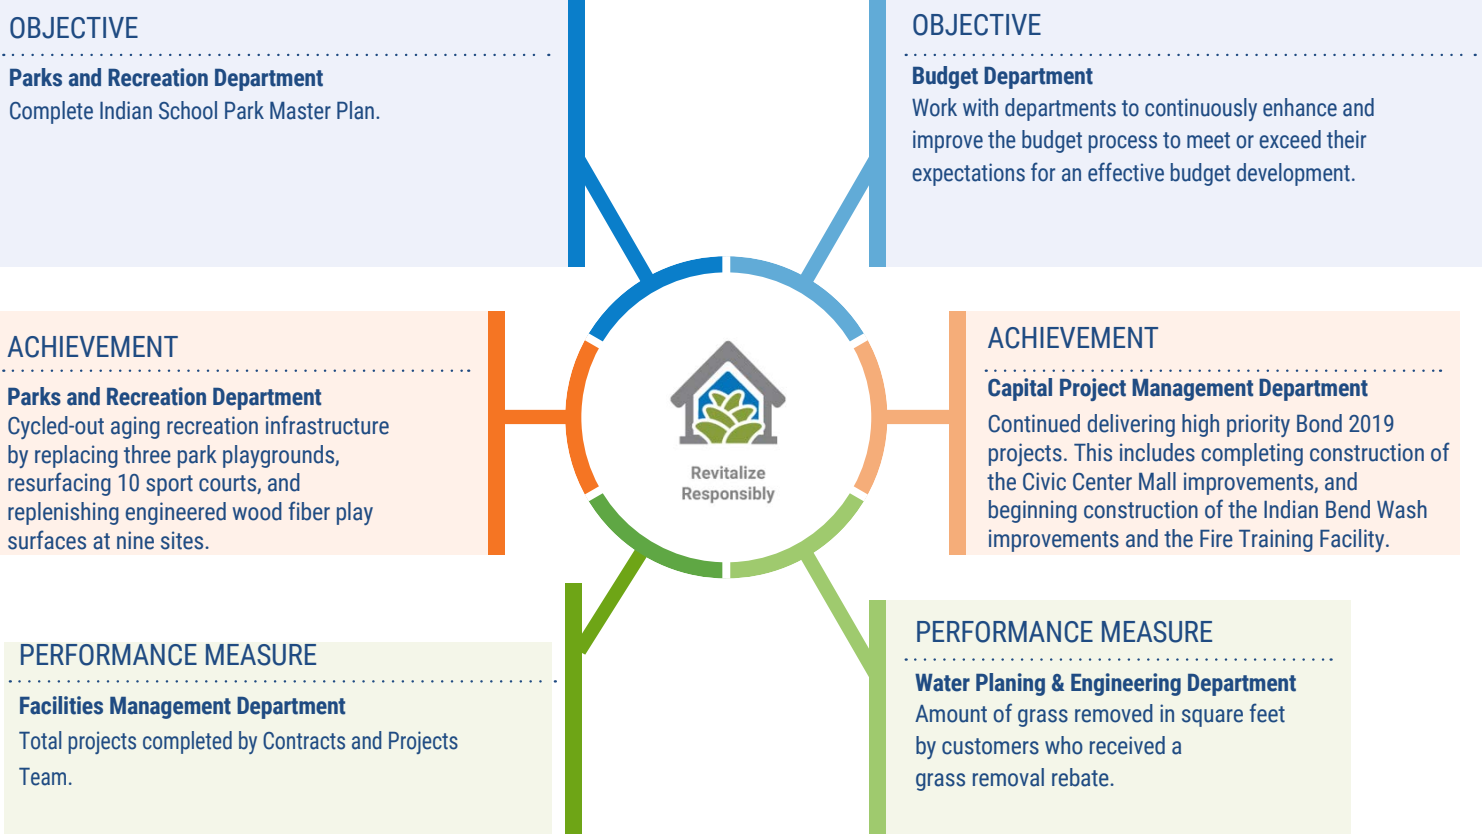 OBJECTIVE
Parks and Recreation Department
Complete Indian School Park Master Plan.
OBJECTIVE
Budget Department
Work with departments to continuously enhance and
improve the budget process to meet or exceed their
expectations for an effective budget development.
ACHIEVEMENT
Parks and Recreation Department
Cycled-out aging recreation infrastructure
by replacing three park playgrounds,
resurfacing 10 sport courts, and
replenishing engineered wood fiber play
surfaces at nine sites.
Revitalize
Responsibly
ACHIEVEMENT
Capital Project Management Department
Continued delivering high priority Bond 2019
projects. This includes completing construction of
the Civic Center Mall improvements, and
beginning construction of the Indian Bend Wash
improvements and the Fire Training Facility.
PERFORMANCE MEASURE
Facilities Management Department
Total projects completed by Contracts and Projects
Team.
PERFORMANCE MEASURE
Water Planing & Engineering Department
Amount of grass removed in square feet
by customers who received a
grass removal rebate.